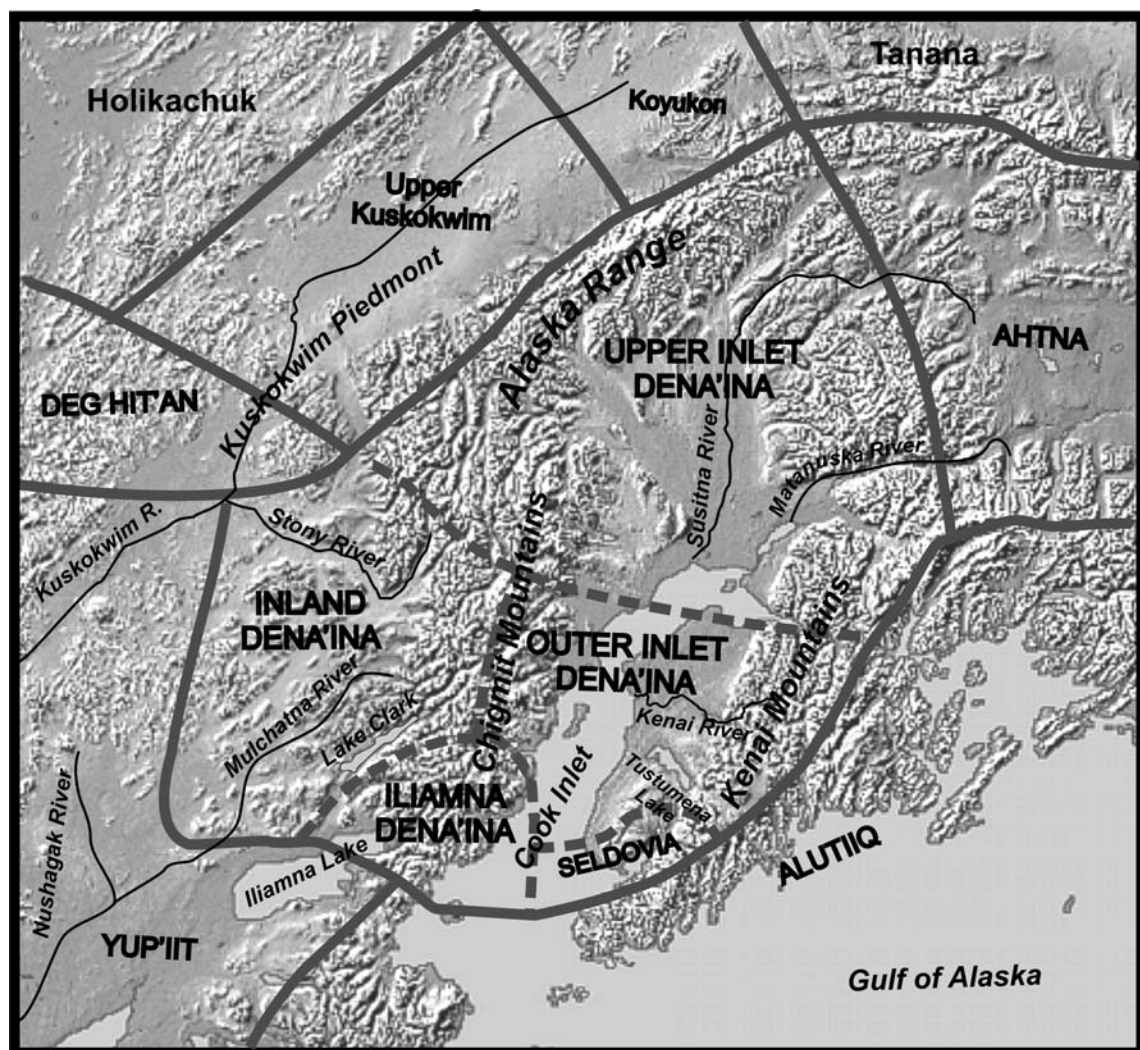 Tanana
Holikachuk
Koyukon
Upper
Kuskokwim
Alaska Range
Kuskokwim Piedmont
UPPER INLET
DENA'INA
AHTNA
DEG HIT'AN
Susitna River
Matanuska River
Kuskokwim R.
Stony River
Chigmit Mountains
INLAND
DENA'INA
OUTER INLET
DENA'INA
Kenai Mountains
Mulchatna River
Lake Clark
Kenai River
Tustumena
Lake
Kenai Mountains
Nushagak River
ILIAMNA
DENA'INA
Cook Inlet
SELDOVIA
ALUTIIQ
Iliamna Lake
YUP'IIT
Gulf of Alaska